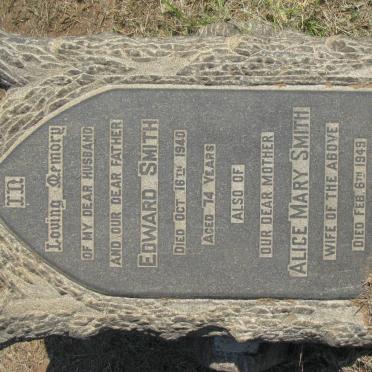 In
Loving Memory
OF MY DEAR HUSBAND
AND OUR DEAR FATHER
EDWARD SMITH
DIED OCT 16TH 1940
AGED 74 YEARS
ALSO OF
OUR DEAR MOTHER
ALICE MARY SMITH
WIFE OF THE ABOVE
DIED FEB 6TH 1949